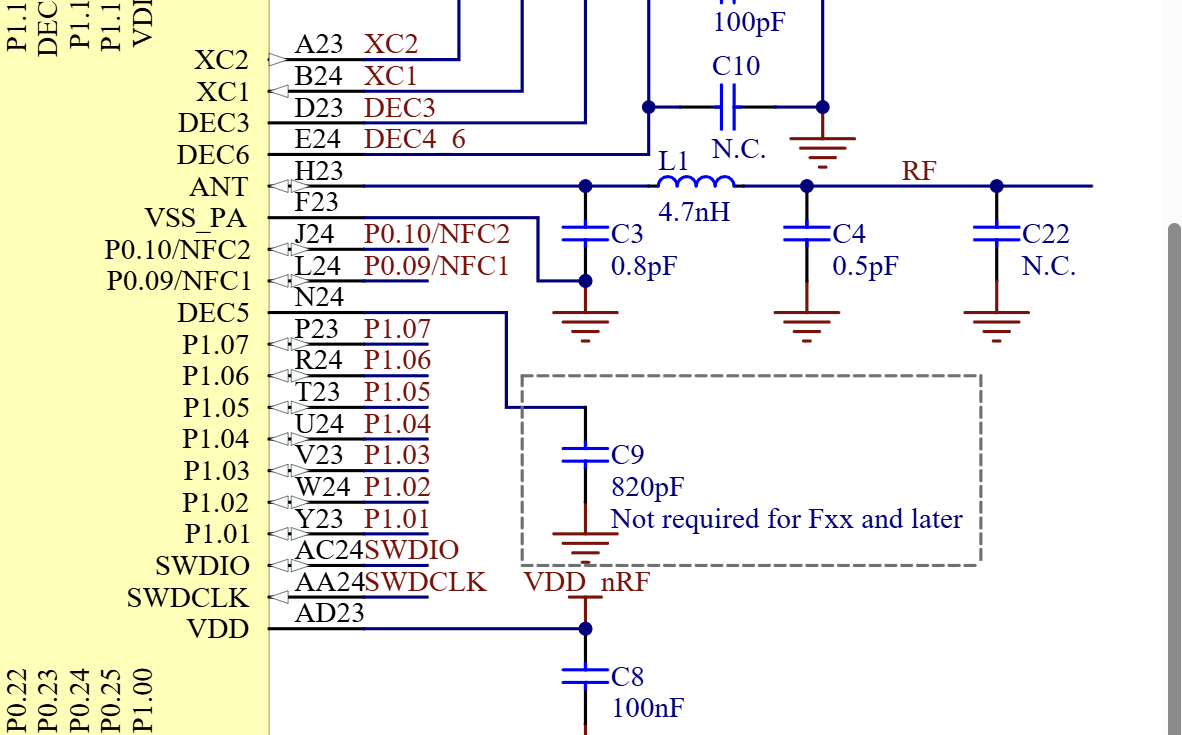 P1.1
DEC
P1.1
P1.1
VDI
100pF
XC2 A23 XC2
C10
XC1 B24 XC1
DEC3 D23 DEC3
DEC6 E24 DEC4_6
N.C.
L1
ANT H23
RF
4.7nH
VSS_PA F23
P0.10/NFC2 J24 P0.10/NFC2
C3 C4 C22
P0.09/NFC1 L24 P0.09/NFC1
0.8pF 0.5pF N.C.
DEC5 N24
P1.07 P23 P1.07
P1.06 R24 P1.06
P1.05 T23 P1.05
P1.04 U24 P1.04
P1.03 V23 P1.03
C9
P1.02 W24 P1.02
820pF
P1.01 Y23 P1.01
Not required for Fxx and later
SWDIO AC24 SWDIO
SWDCLK AA24 SWDCLK
VDD_nRF
VDD AD23
C8
100nF
P0.22
P0.23
P0.24
P0.25
P1.00